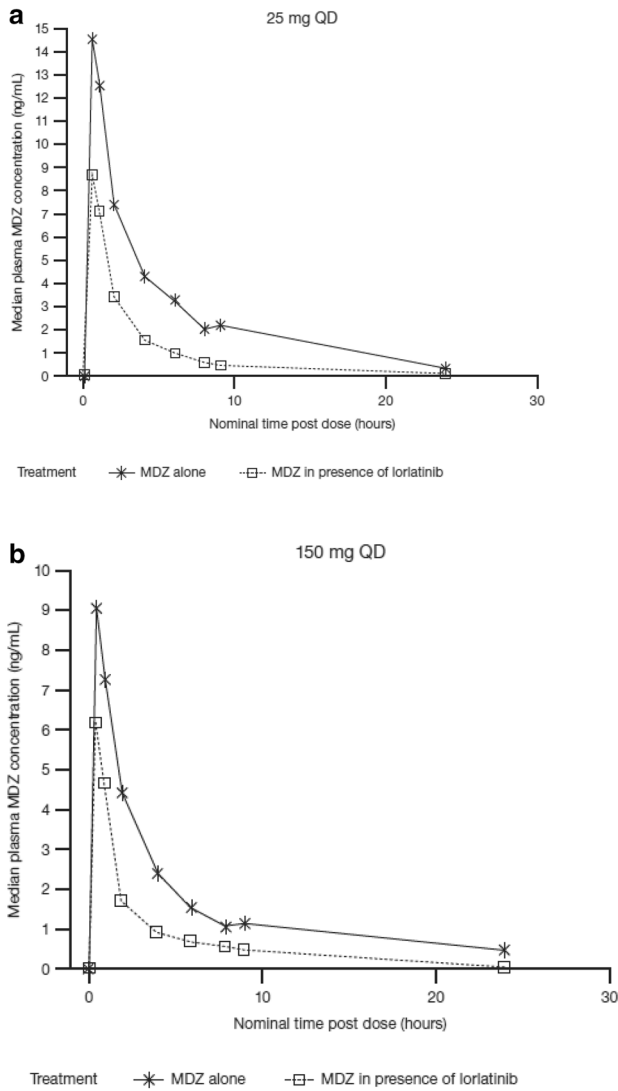 a
25 mg QD
Median plasma MDZ concentration (ng/mL)
15
14
13
12
11
10
9
8
7
6
5
4
3
2
1
0
0 10 20 30
Nominal time post dose (hours)
Treatment MDZ alone MDZ in presence of lorlatinib
b
150 mg QD
Median plasma MDZ concentration (ng/mL)
10
9
8
7
6
5
4
3
2
1
0
0 10 20 30
Nominal time post dose (hours)
Treatment MDZ alone MDZ in presence of lorlatinib